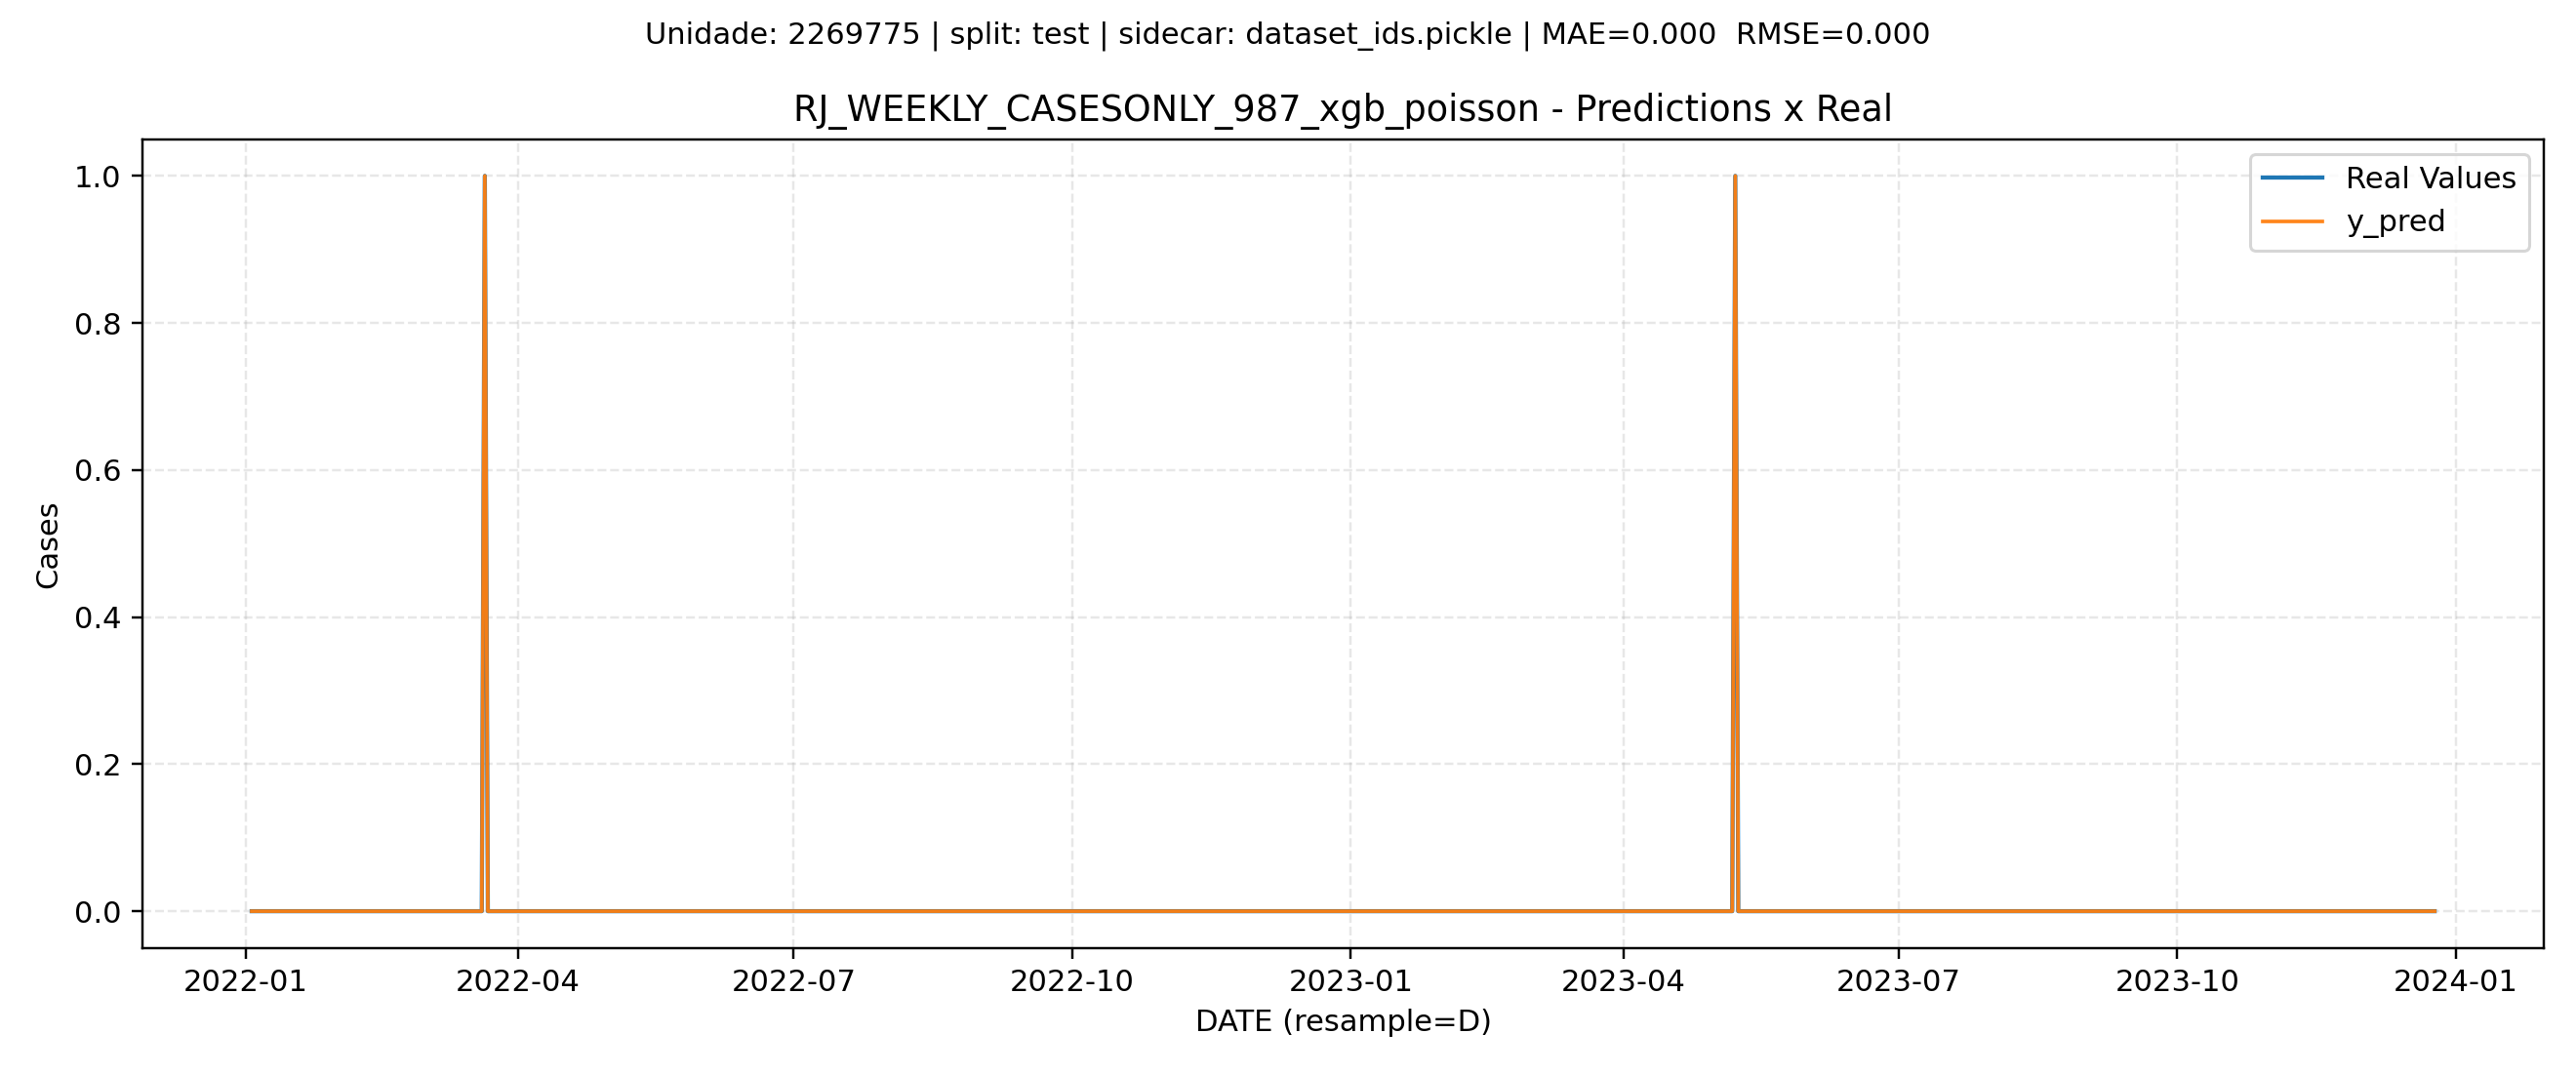 Unidade: 2269775 | split: test | sidecar: dataset_ids.pickle | MAE=0.000  RMSE=0.000
RJ_WEEKLY_CASESONLY_987_xgb_poisson - Predictions x Real
Real Values
y_pred
1.0
0.8
0.6
0.4
0.2
0.0
Cases
2022-01 2022-04 2022-07 2022-10 2023-01 2023-04 2023-07 2023-10 2024-01
DATE (resample=D)